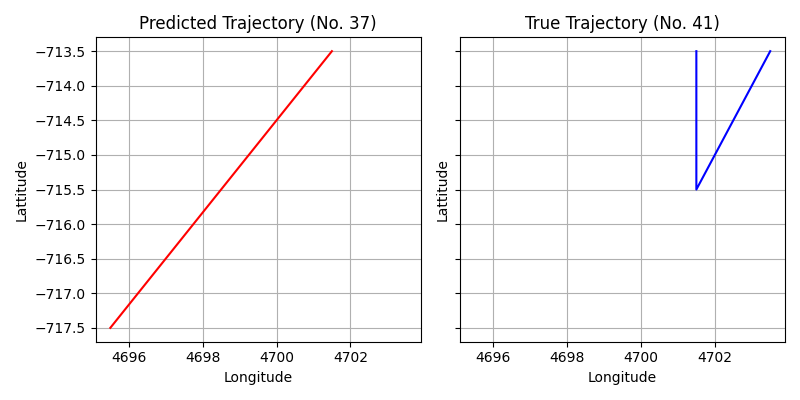 Predicted Trajectory (No. 37)
True Trajectory (No. 41)
−713.5
−714.0
−714.5
−715.0
−715.5
−716.0
−716.5
−717.0
−717.5
Lattitude
Lattitude
4696 4698 4700 4702
4696 4698 4700 4702
Longitude
Longitude